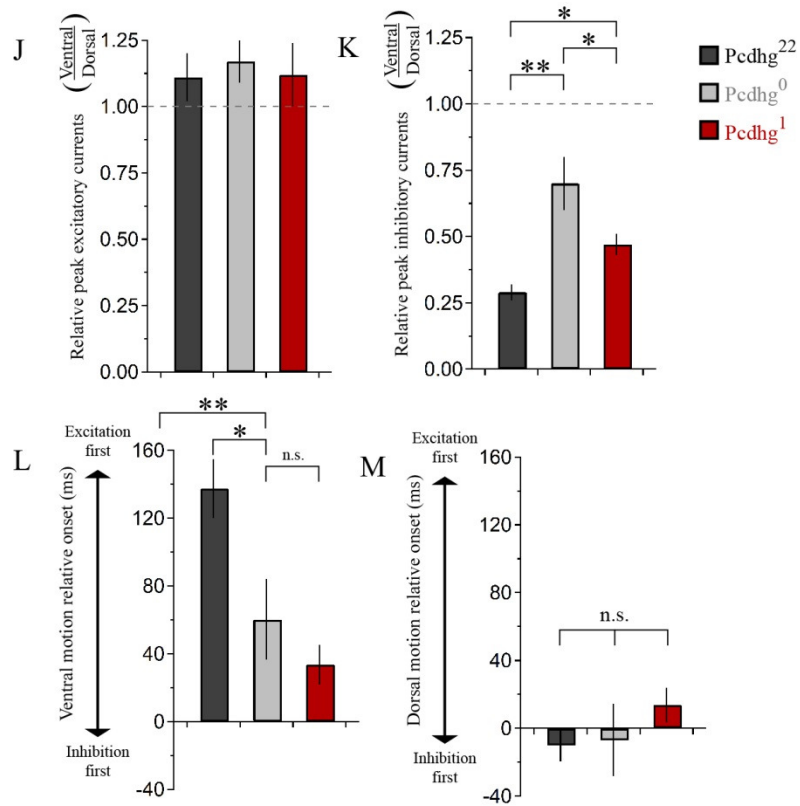 J
Relative peak excitatory currents (Ventral/Dorsal)
1.25
1.00
0.75
0.50
0.25
0.00
K
Relative peak inhibitory currents (Ventral/Dorsal)
1.25
1.00
0.75
0.50
0.25
0.00
*
**
*
Pcdhg22
Pcdhg0
Pcdhg1
L
Excitation
first
Ventral motion relative onset (ms)
Inhibition
first
160
120
80
40
0
-40
**
*
n.s.
M
Excitation
first
Dorsal motion relative onset (ms)
Inhibition
first
160
120
80
40
0
-40
n.s.